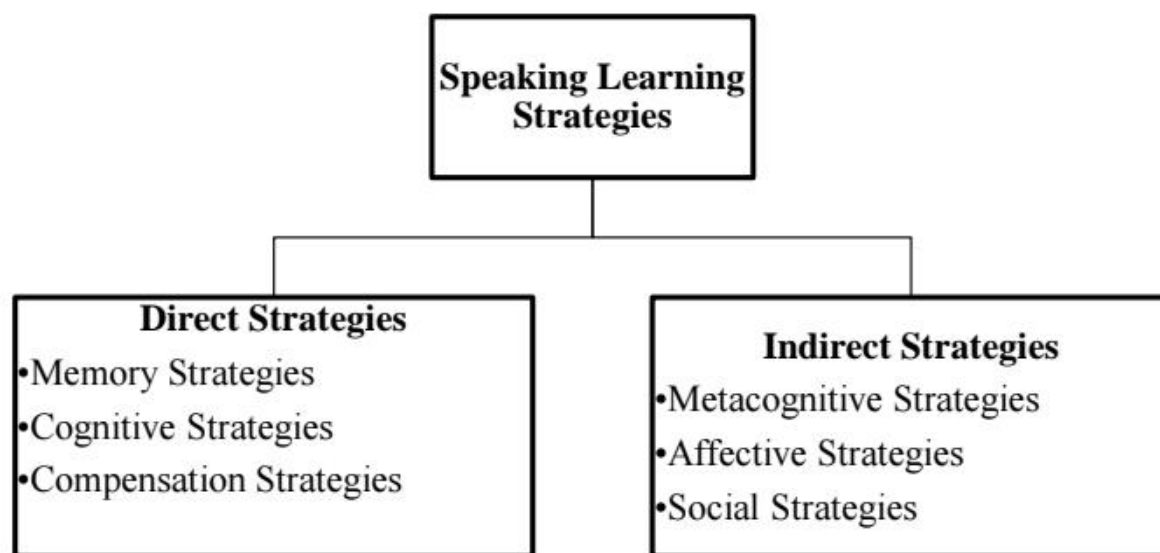 Speaking Learning
Strategies
Direct Strategies
•Memory Strategies
•Cognitive Strategies
•Compensation Strategies
Indirect Strategies
•Metacognitive Strategies
•Affective Strategies
•Social Strategies